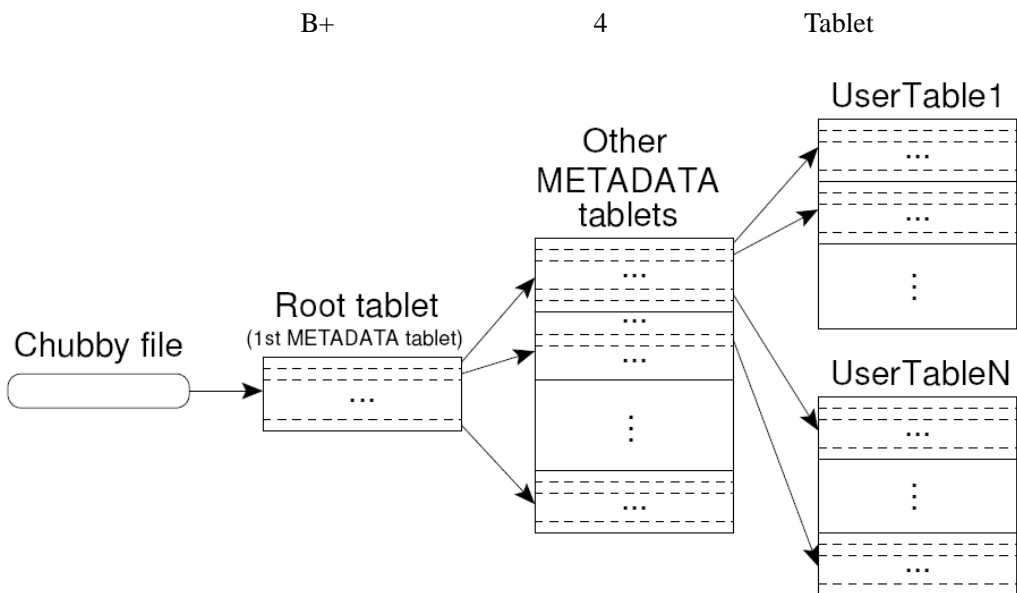 B+ 4 Tablet
UserTable1
...
...
⋮
Other
METADATA
tablets
...
...
...
⋮
...
Root tablet
(1st METADATA tablet)
...
Chubby file
UserTableN
...
⋮
...